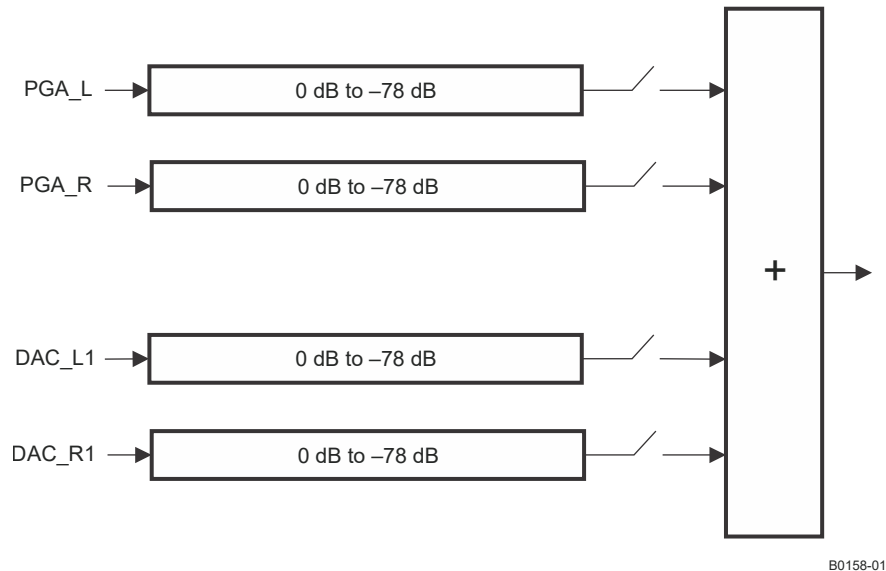 PGA_L
0 dB to –78 dB
PGA_R
0 dB to –78 dB
+
DAC_L1
0 dB to –78 dB
DAC_R1
0 dB to –78 dB
B0158-01